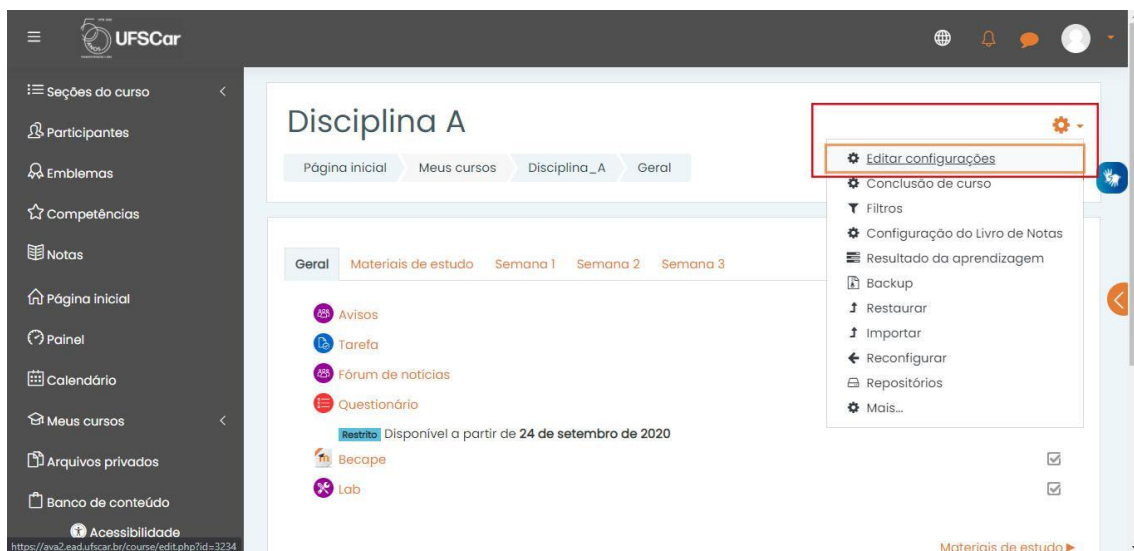 UFSCar
Seções do curso
Participantes
Emblemas
Competências
Notas
Página inicial
Painel
Calendário
Meus cursos
Arquivos privados
Banco de conteúdo
Acessibilidade
https://ava2.ead.ufscar.br/course/edit.php?id=3234
Disciplina A
Página inicial Meus cursos Disciplina_A Geral
Editar configurações
Conclusão de curso
Filtros
Configuração do Livro de Notas
Resultado da aprendizagem
Backup
Restaurar
Importar
Reconfigurar
Repositórios
Mais...
Geral Materiais de estudo Semana 1 Semana 2 Semana 3
Avisos
Tarefa
Fórum de notícias
Questionário
Restrito Disponível a partir de 24 de setembro de 2020
Becape
Lab
Materiais de estudo ►